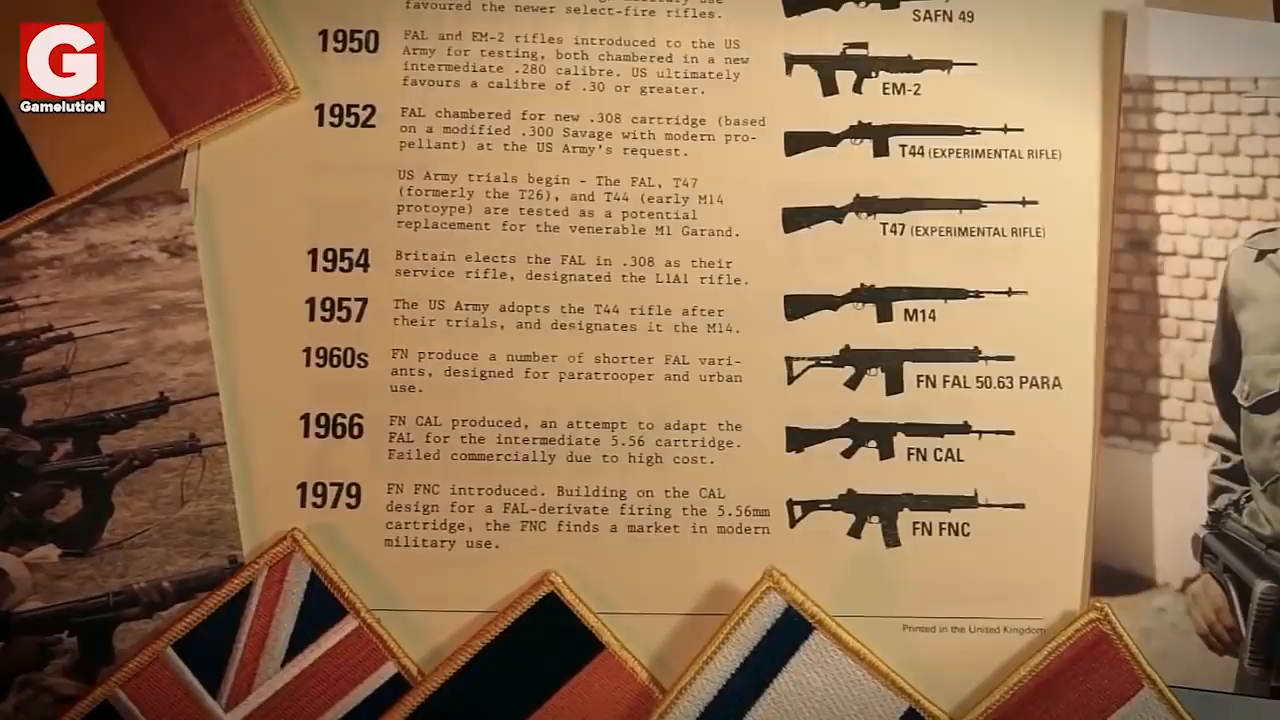 G
GamelutioN
favoured the newer select-fire rifles.
SAFN 49
1950
FAL and EM-2 rifles introduced to the US
Army for testing, both chambered in a new
intermediate .280 calibre. US ultimately
favours a calibre of .30 or greater.
EM-2
1952
FAL chambered for new .308 cartridge (based
on a modified .300 Savage with modern pro-
pellant) at the US Army's request.
T44 (EXPERIMENTAL RIFLE)
US Army trials begin - The FAL, T47
(formerly the T26), and T44 (early M14
protoype) are tested as a potential
replacement for the venerable M1 Garand.
T47 (EXPERIMENTAL RIFLE)
1954
Britain elects the FAL in .308 as their
service rifle, designated the L1A1 rifle.
1957
The US Army adopts the T44 rifle after
their trials, and designates it the M14.
M14
1960s
FN produce a number of shorter FAL vari-
ants, designed for paratrooper and urban
use.
FN FAL 50.63 PARA
1966
FN CAL produced, an attempt to adapt the
FAL for the intermediate 5.56 cartridge.
Failed commercially due to high cost.
FN CAL
1979
FN FNC introduced. Building on the CAL
design for a FAL-derivate firing the 5.56mm
cartridge, the FNC finds a market in modern
military use.
FN FNC
Printed in the United Kingdom